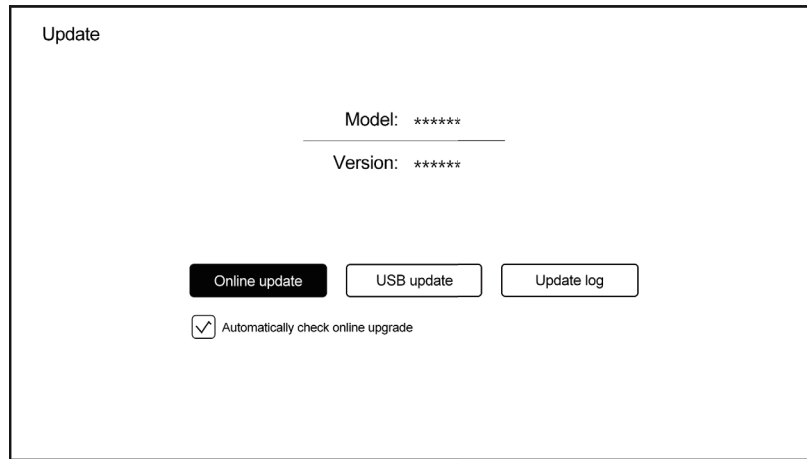 Update
Model: ******
Version: ******
Online update USB update Update log
Automatically check online upgrade